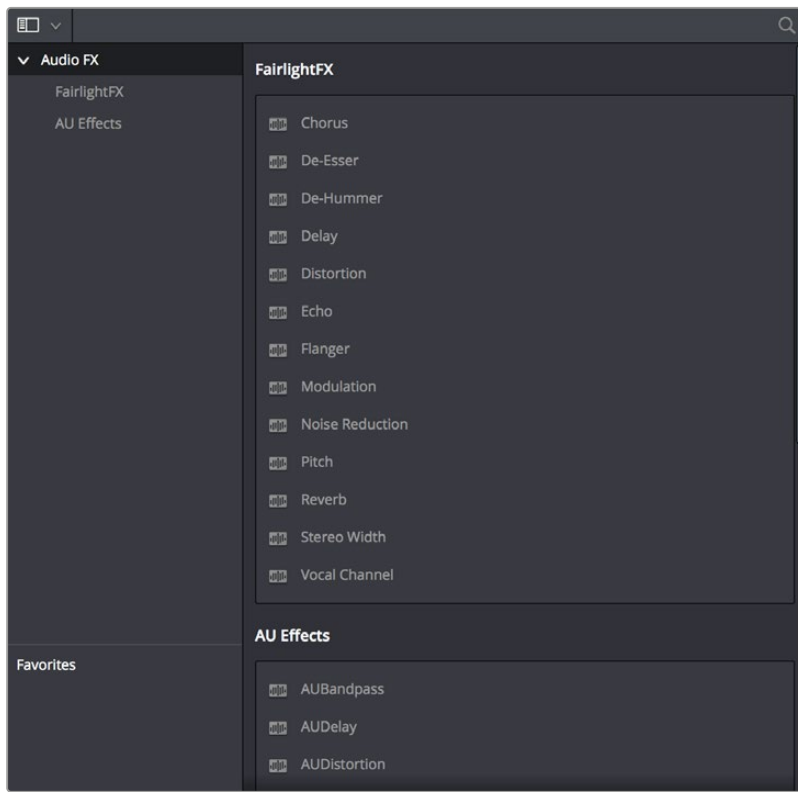 Audio FX
FairlightFX
AU Effects
Favorites
FairlightFX
Chorus
De-Esser
De-Hummer
Delay
Distortion
Echo
Flanger
Modulation
Noise Reduction
Pitch
Reverb
Stereo Width
Vocal Channel
AU Effects
AUBandpass
AUDelay
AUDistortion